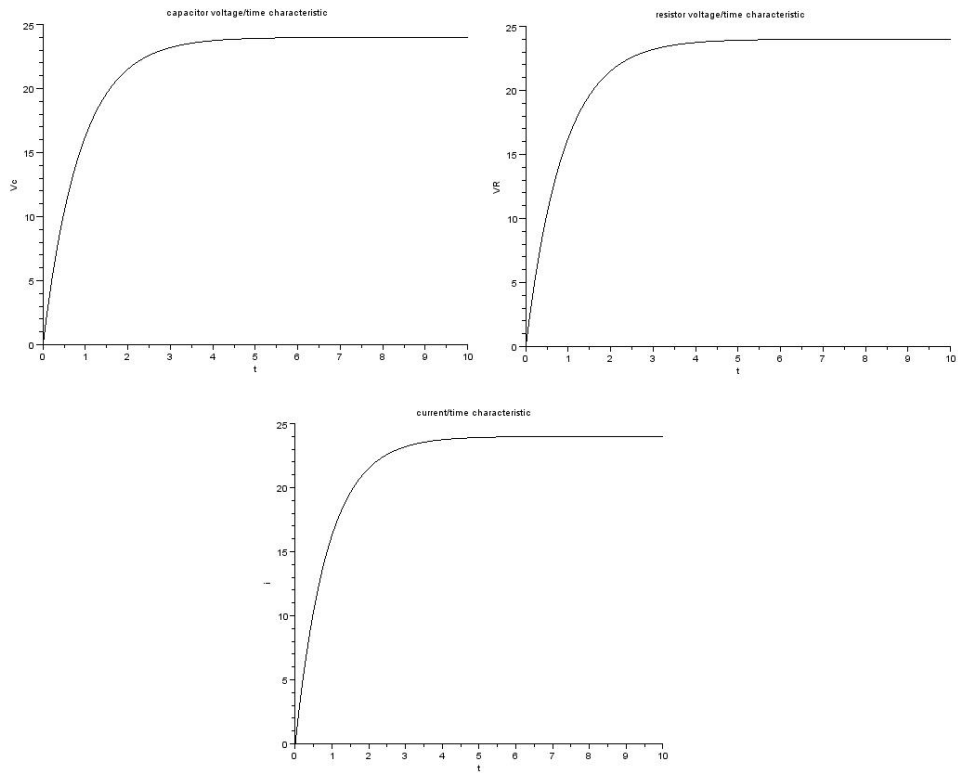 capacitor voltage/time characteristic
25
20
15
10
5
0
Vc
0 1 2 3 4 5 6 7 8 9 10
t
resistor voltage/time characteristic
25
20
15
10
5
0
VR
0 1 2 3 4 5 6 7 8 9 10
t
current/time characteristic
25
20
15
10
5
0
i
0 1 2 3 4 5 6 7 8 9 10
t